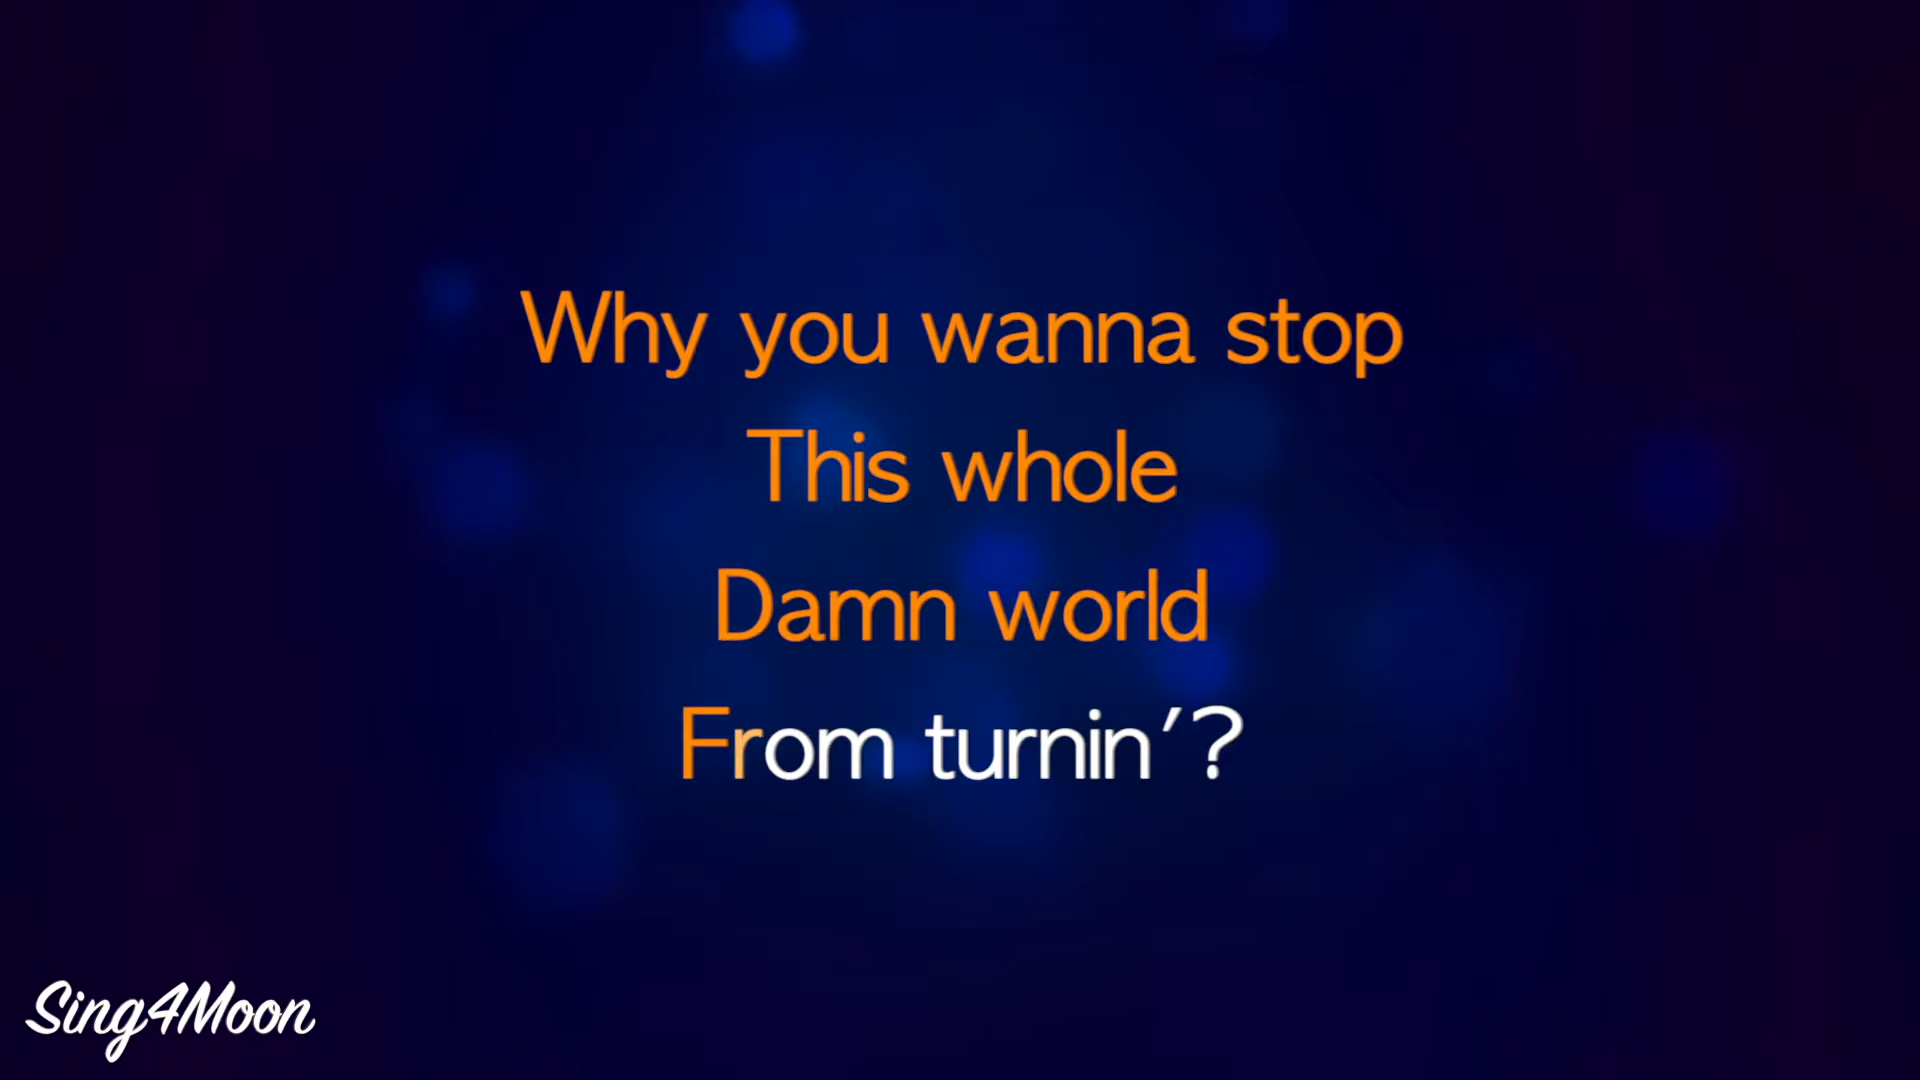 Why you wanna stop
This whole
Damn world
From turnin'?
Sing4Moon